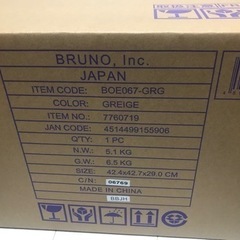 BRUNO, Inc.
JAPAN
ITEM CODE: BOE067-GRG
COLOR: GREIGE
ITEM: 7760719
JAN CODE: 4514499155906
Q'TY: 1 PC
N.W.: 5.1 KG
G.W.: 6.5 KG
SIZE: 42.4x42.7x29.0 CM
C/N: 06769
MADE IN CHINA
BBJH